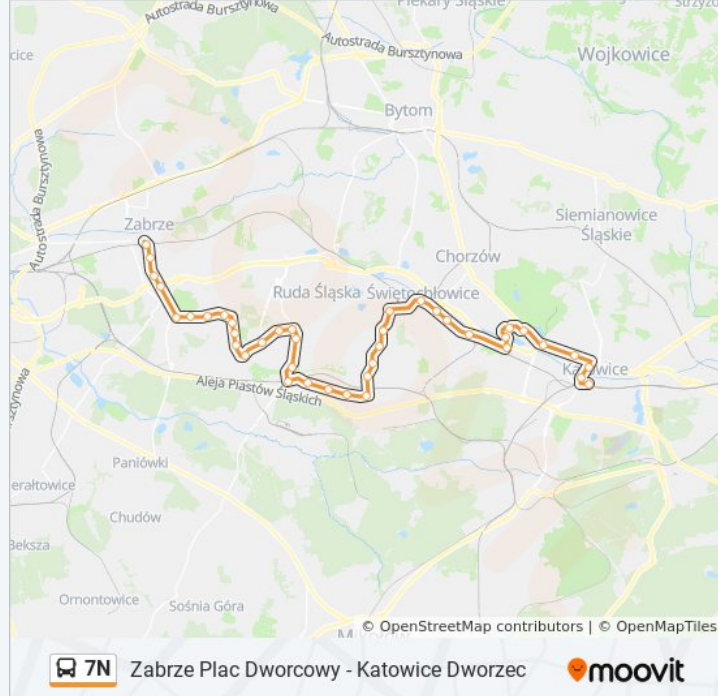 Piekary Śląskie
Autostrada Bursztynowa
Autostrada Bursztynowa
Wojkowice
Bytom
Autostrada Bursztynowa
Zabrze
Siemianowice
Śląskie
Chorzów
Ruda Śląska
Świętochłowice
Katowice
Aleja Piastów Śląskich
Paniówki
Chudów
Ornontowice
Sośnia Góra
© OpenStreetMap contributors | © OpenMapTiles
7N
Zabrze Plac Dworcowy - Katowice Dworzec
moovit